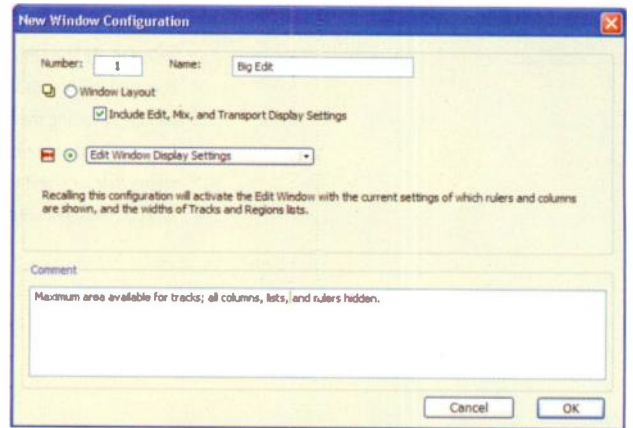 New Window Configuration
Number: 1 Name: Big Edit
Window Layout
Include Edit, Mix, and Transport Display Settings
Edit Window Display Settings
Recalling this configuration will activate the Edit Window with the current settings of which rulers and columns
are shown, and the widths of Tracks and Regions lists.
Comment
Maximum area available for tracks; all columns, lists, and rulers hidden.
Cancel OK